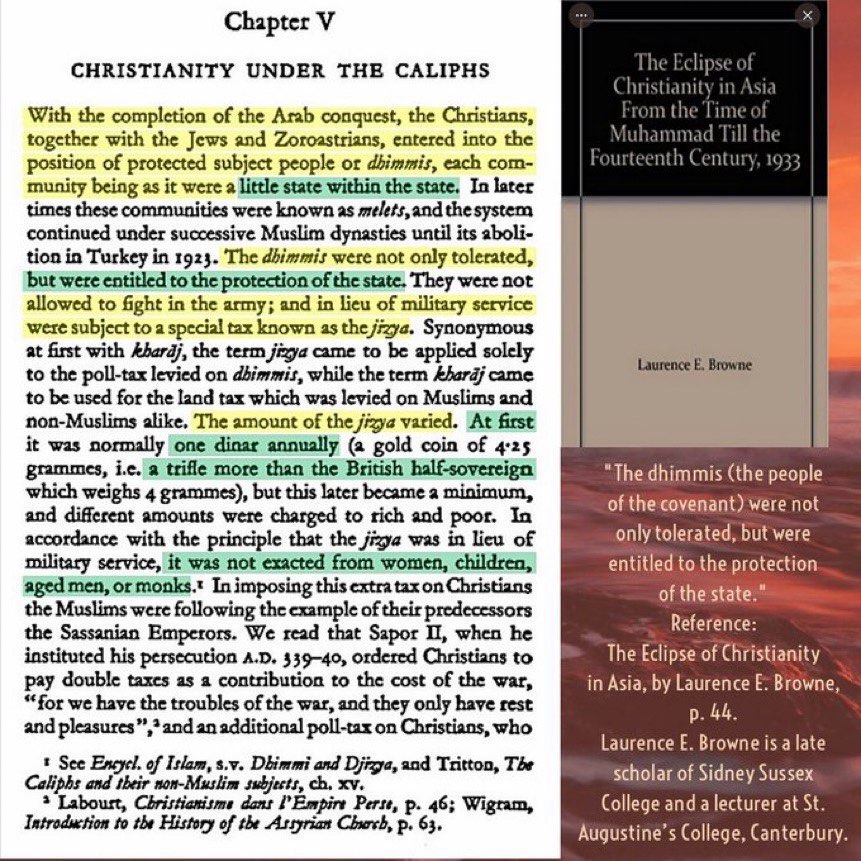 Chapter V
CHRISTIANITY UNDER THE CALIPHS
With the completion of the Arab conquest, the Christians,
together with the Jews and Zoroastrians, entered into the
position of protected subject people or dhimmis, each com-
munity being as it were a little state within the state. In later
times these communities were known as melets, and the system
continued under successive Muslim dynasties until its aboli-
tion in Turkey in 1923. The dhimmis were not only tolerated,
but were entitled to the protection of the state. They were not
allowed to fight in the army; and in lieu of military service
were subject to a special tax known as the jizya. Synonymous
at first with kharāj, the term jizya came to be applied solely
to the poll-tax levied on dhimmis, while the term kharāj came
to be used for the land tax which was levied on Muslims and
non-Muslims alike. The amount of the jizya varied. At first
it was normally one dinar annually (a gold coin of 4·25
grammes, i.e. a trifle more than the British half-sovereign
which weighs 4 grammes), but this later became a minimum,
and different amounts were charged to rich and poor. In
accordance with the principle that the jizya was in lieu of
military service, it was not exacted from women, children,
aged men, or monks.¹ In imposing this extra tax on Christians
the Muslims were following the example of their predecessors
the Sassanian Emperors. We read that Sapor II, when he
instituted his persecution A.D. 339–40, ordered Christians to
pay double taxes as a contribution to the cost of the war,
“for we have the troubles of the war, and they only have rest
and pleasures”,² and an additional poll-tax on Christians, who
¹ See Encycl. of Islam, s.v. Dhimmi and Djizya, and Tritton, The
Caliphs and their non-Muslim subjects, ch. xv.
² Labourt, Christianisme dans l'Empire Perse, p. 46; Wigram,
Introduction to the History of the Assyrian Church, p. 63.
The Eclipse of
Christianity in Asia
From the Time of
Muhammad Till the
Fourteenth Century, 1933
Laurence E. Browne
"The dhimmis (the people
of the covenant) were not
only tolerated, but were
entitled to the protection
of the state."
Reference:
The Eclipse of Christianity
in Asia, by Laurence E. Browne,
p. 44.
Laurence E. Browne is a late
scholar of Sidney Sussex
College and a lecturer at St.
Augustine's College, Canterbury.